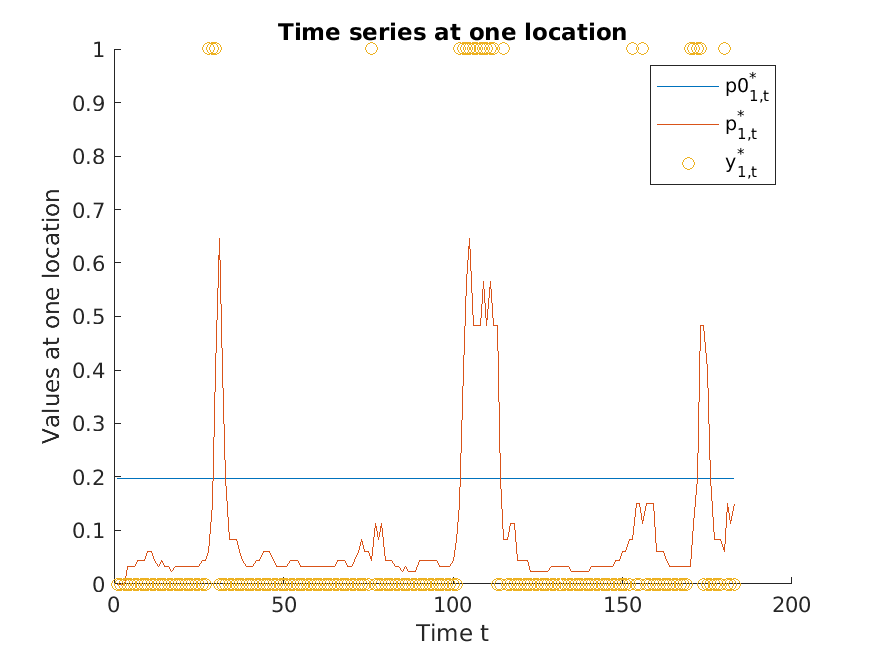 Time series at one location
1
0.9
0.8
0.7
0.6
0.5
0.4
0.3
0.2
0.1
0
Values at one location
0 50 100 150 200
Time t
p0*1,t
p*1,t
y*1,t